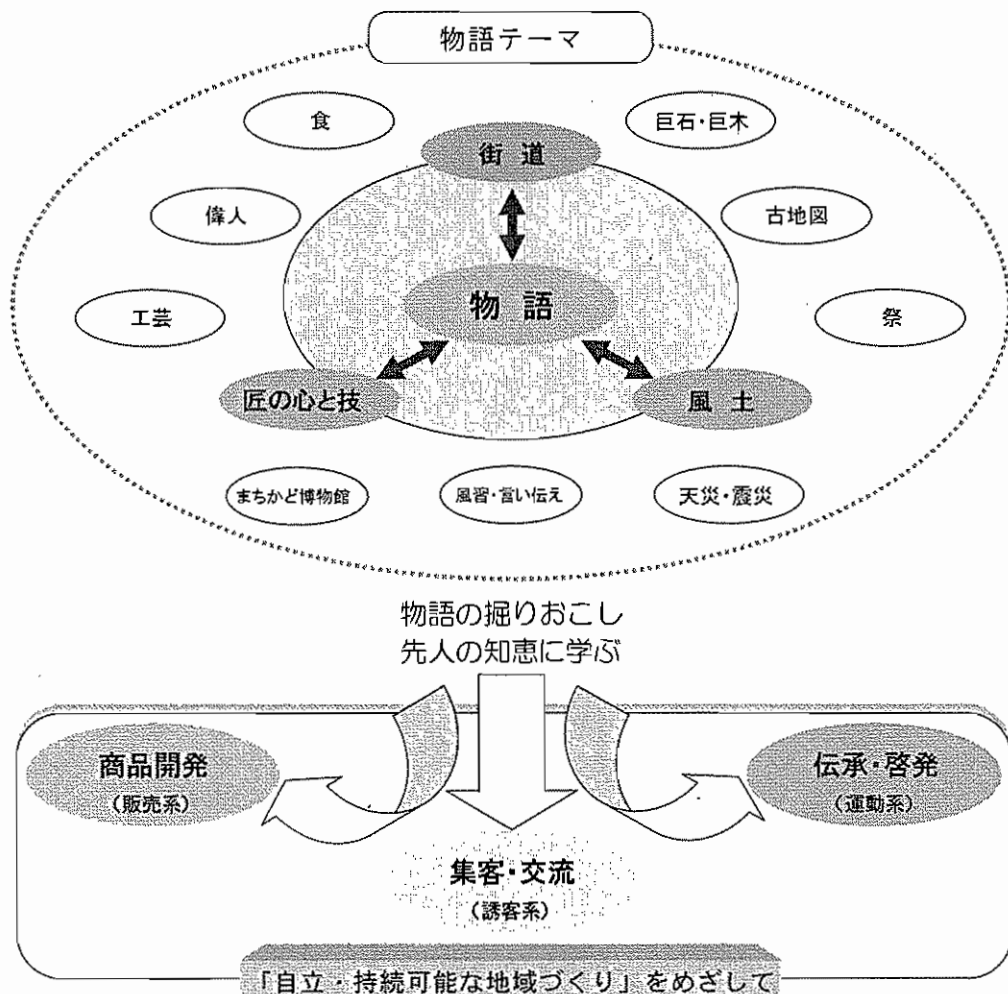 物語テーマ
食
巨石・巨木
街道
偉人
古地図
物語
工芸
祭
匠の心と技
風土
まちかど博物館
風習・言い伝え
天災・震災
物語の掘りおこし
先人の知恵に学ぶ
商品開発
(販売系)
伝承・啓発
(運動系)
集客・交流
(誘客系)
「自立・持続可能な地域づくり」をめざして